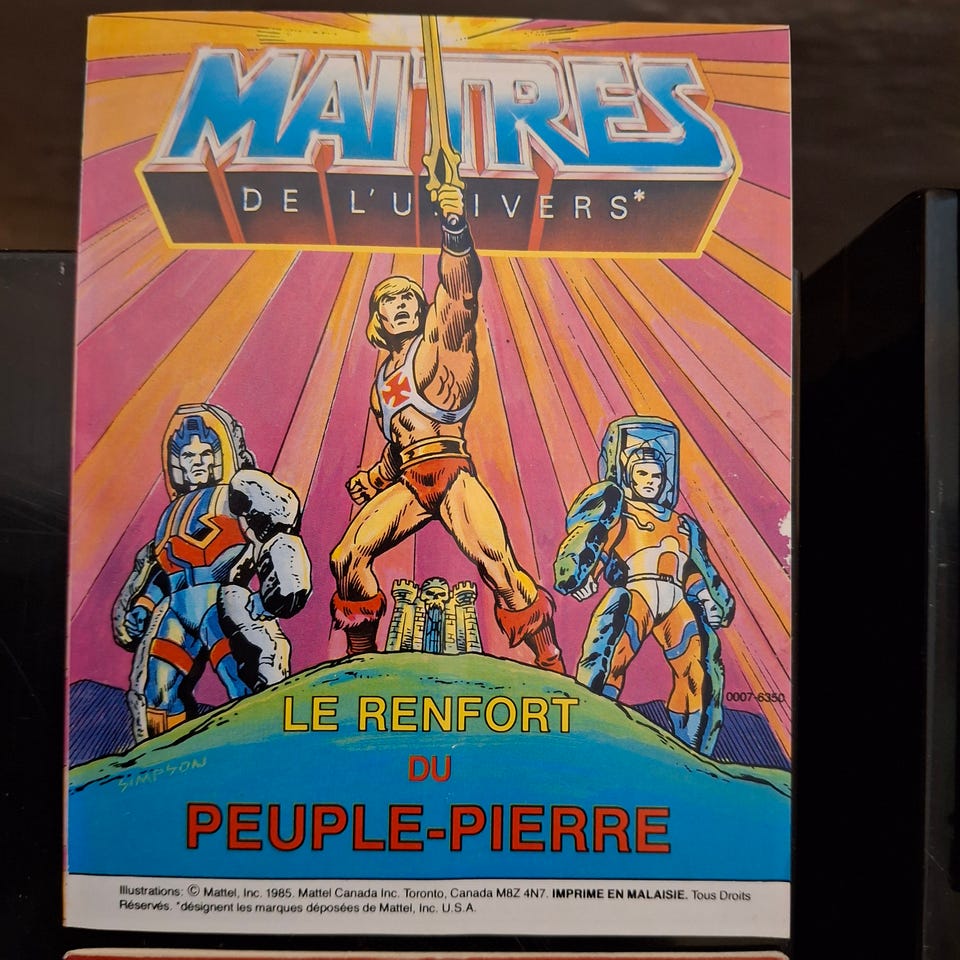 MAITRES
DE L'UNIVERS*
0007-6350
LE RENFORT
DU
PEUPLE-PIERRE
SIMPSON
Illustrations: © Mattel, Inc. 1985. Mattel Canada Inc. Toronto, Canada M8Z 4N7. IMPRIME EN MALAISIE. Tous Droits
Réservés. *désignent les marques déposées de Mattel, Inc. U.S.A.